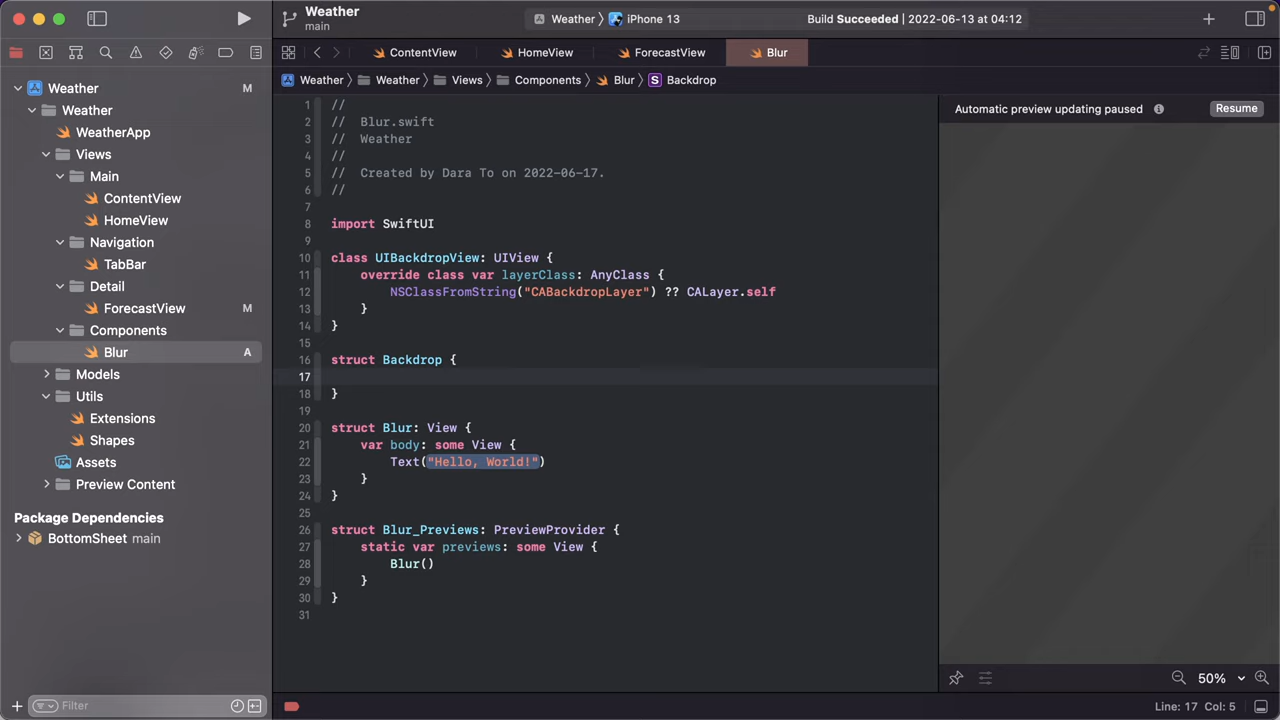 Weather
main
Weather
iPhone 13
Build Succeeded | 2022-06-13 at 04:12
ContentView
HomeView
ForecastView
Blur
Weather M
Weather
WeatherApp
Views
Main
ContentView
HomeView
Navigation
TabBar
Detail
ForecastView M
Components
Blur A
Models
Utils
Extensions
Shapes
Assets
Preview Content
Package Dependencies
BottomSheet main
Filter
Weather 〉 Weather 〉 Views 〉 Components 〉 Blur 〉 S Backdrop
1 //
2 //  Blur.swift
3 //  Weather
4 //
5 //  Created by Dara To on 2022-06-17.
6 //
7
8 import SwiftUI
9
10 class UIBackdropView: UIView {
11     override class var layerClass: AnyClass {
12         NSClassFromString("CABackdropLayer") ?? CALayer.self
13     }
14 }
15
16 struct Backdrop {
17
18 }
19
20 struct Blur: View {
21     var body: some View {
22         Text("Hello, World!")
23     }
24 }
25
26 struct Blur_Previews: PreviewProvider {
27     static var previews: some View {
28         Blur()
29     }
30 }
31
Automatic preview updating paused
Resume
50%
Line: 17 Col: 5